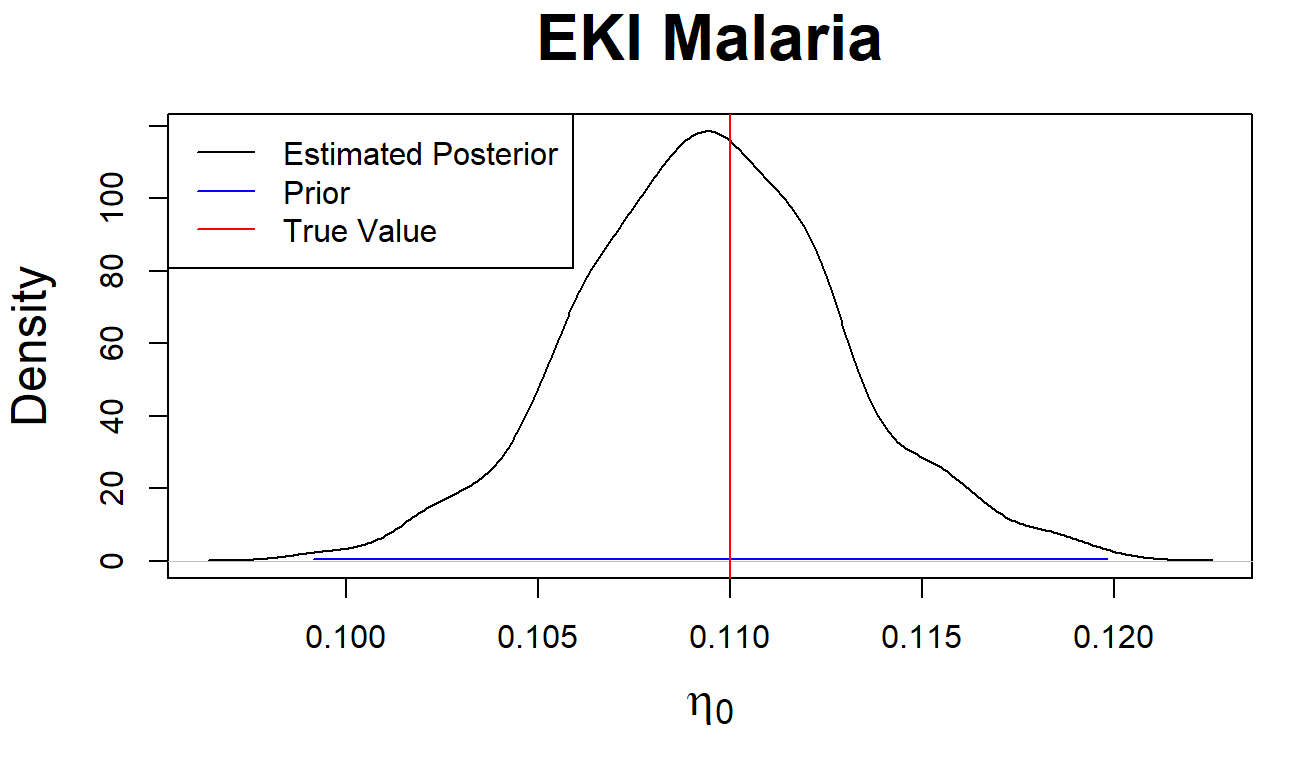 EKI Malaria
Estimated Posterior
Prior
True Value
Density
0
20
40
60
80
100
0.100 0.105 0.110 0.115 0.120
η0